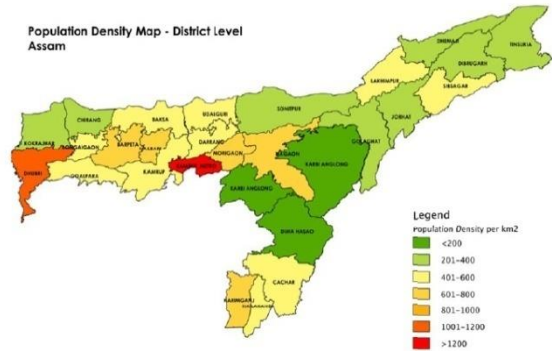 Population Density Map - District Level
Assam
DHEMAJI
TINSUKIA
DIBRUGARH
LAKHIMPUR
SIBSAGAR
SONITPUR
JORHAT
UDALGURI
BAKSA
CHIRANG
KOKRAJHAR
BONGAIGAON
BARPETA
DARRANG
MORIGAON
NAGAON
GOLAGHAT
KARBI ANGLONG
DHUBRI
GOALPARA
KAMRUP
KARBI ANGLONG
DIMA HASAO
CACHAR
KARIMGANJ
Legend
Population Density per km2
<200
201-400
401-600
601-800
801-1000
1001-1200
>1200